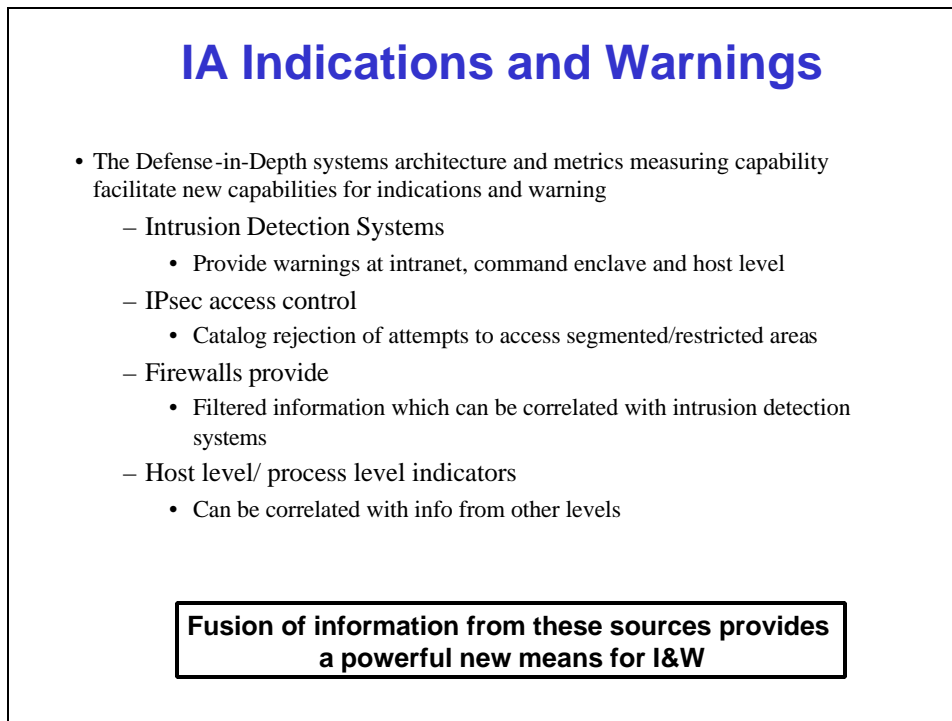 IA Indications and Warnings
• The Defense-in-Depth systems architecture and metrics measuring capability
facilitate new capabilities for indications and warning
– Intrusion Detection Systems
• Provide warnings at intranet, command enclave and host level
– IPsec access control
• Catalog rejection of attempts to access segmented/restricted areas
– Firewalls provide
• Filtered information which can be correlated with intrusion detection
systems
– Host level/ process level indicators
• Can be correlated with info from other levels
Fusion of information from these sources provides
a powerful new means for I&W